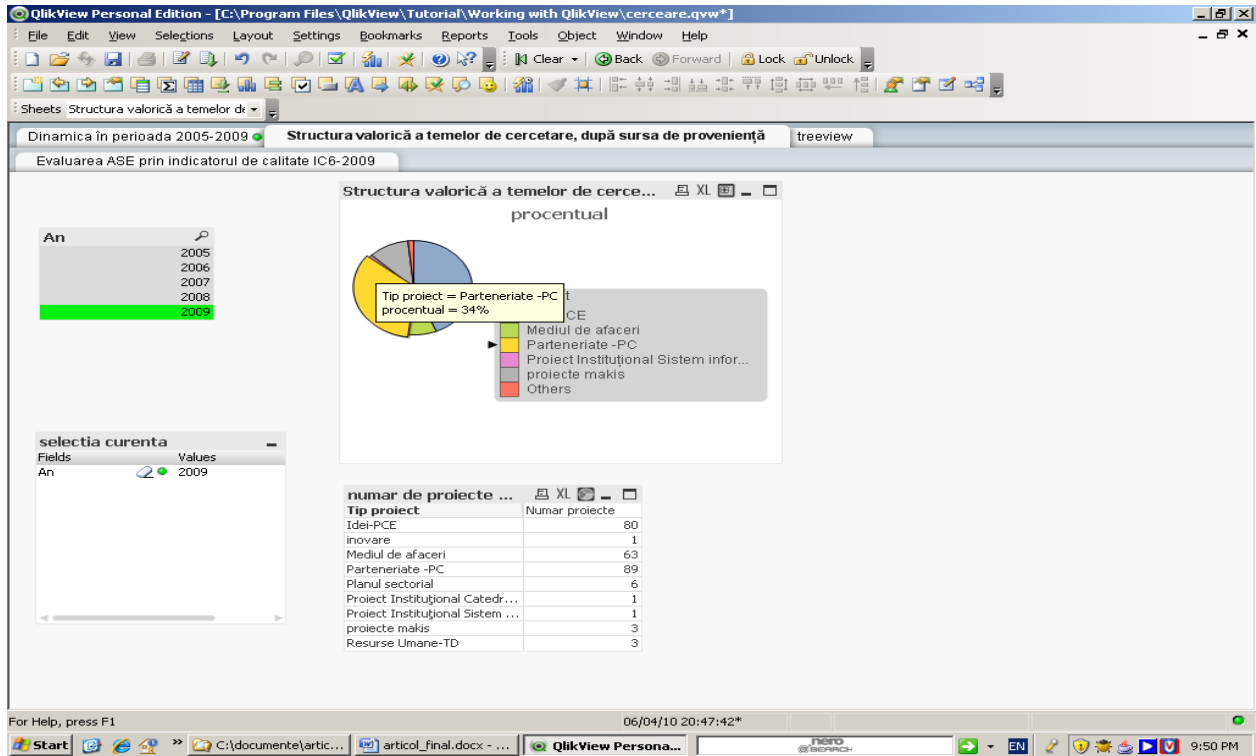 QlikView Personal Edition - [C:\Program Files\QlikView\Tutorial\Working with QlikView\cerceare.qvw*]
File Edit View Selections Layout Settings Bookmarks Reports Tools Object Window Help
Clear Back Forward Lock Unlock
Sheets Structura valorică a temelor de
Dinamica în perioada 2005-2009 Structura valorică a temelor de cercetare, după sursa de proveniență treeview
Evaluarea ASE prin indicatorul de calitate IC6-2009
Structura valorică a temelor de cerce... XL
procentual
An
2005
2006
2007
2008
2009
Tip proiect = Parteneriate -PC
procentual = 34%
CE
Mediul de afaceri
Parteneriate -PC
Proiect Instituțional Sistem infor...
proiecte makis
Others
selectia curenta
Fields Values
An 2009
numar de proiecte ... XL
Tip proiect Numar proiecte
Idei-PCE 80
inovare 1
Mediul de afaceri 63
Parteneriate -PC 89
Planul sectorial 6
Proiect Instituțional Catedr... 1
Proiect Instituțional Sistem ... 1
proiecte makis 3
Resurse Umane-TD 3
For Help, press F1 06/04/10 20:47:42*
Start C:\documente\artic... articol_final.docx - ... QlikView Persona... nero SEARCH EN 9:50 PM